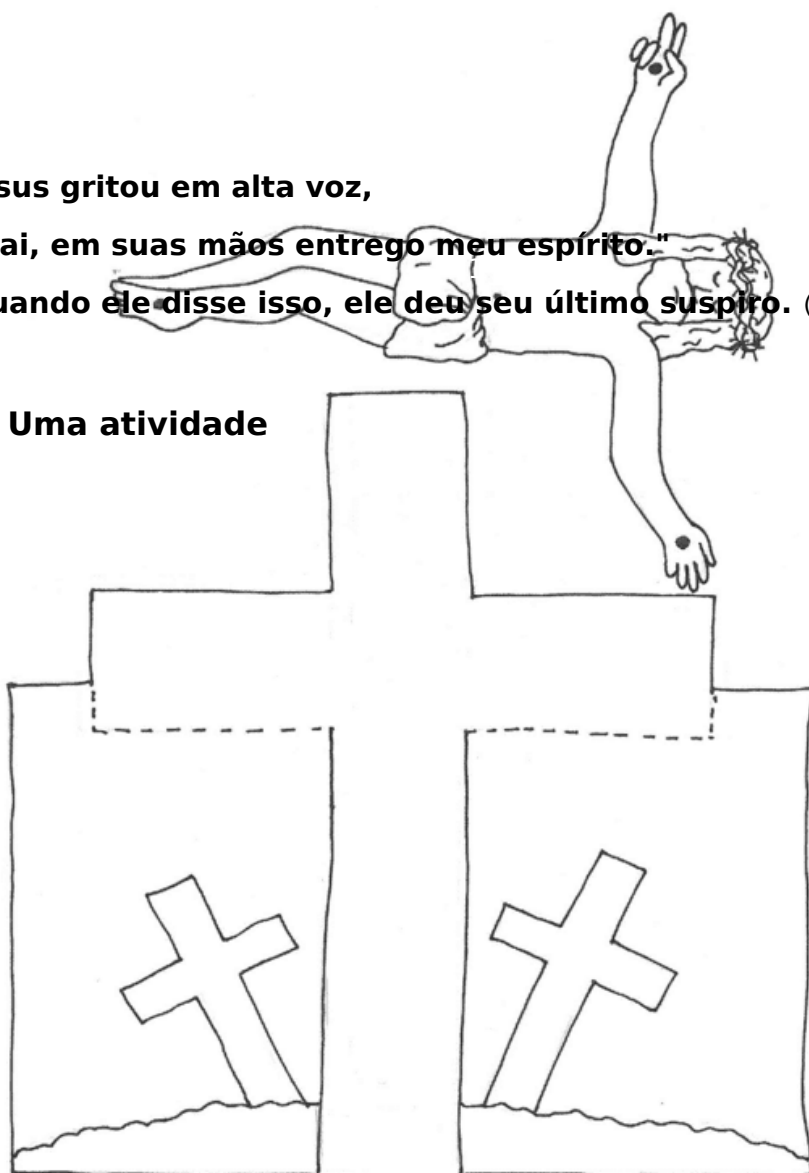 sus gritou em alta voz,
ai, em suas mãos entrego meu espírito."
uando ele disse isso, ele deu seu último suspiro. (
Uma atividade